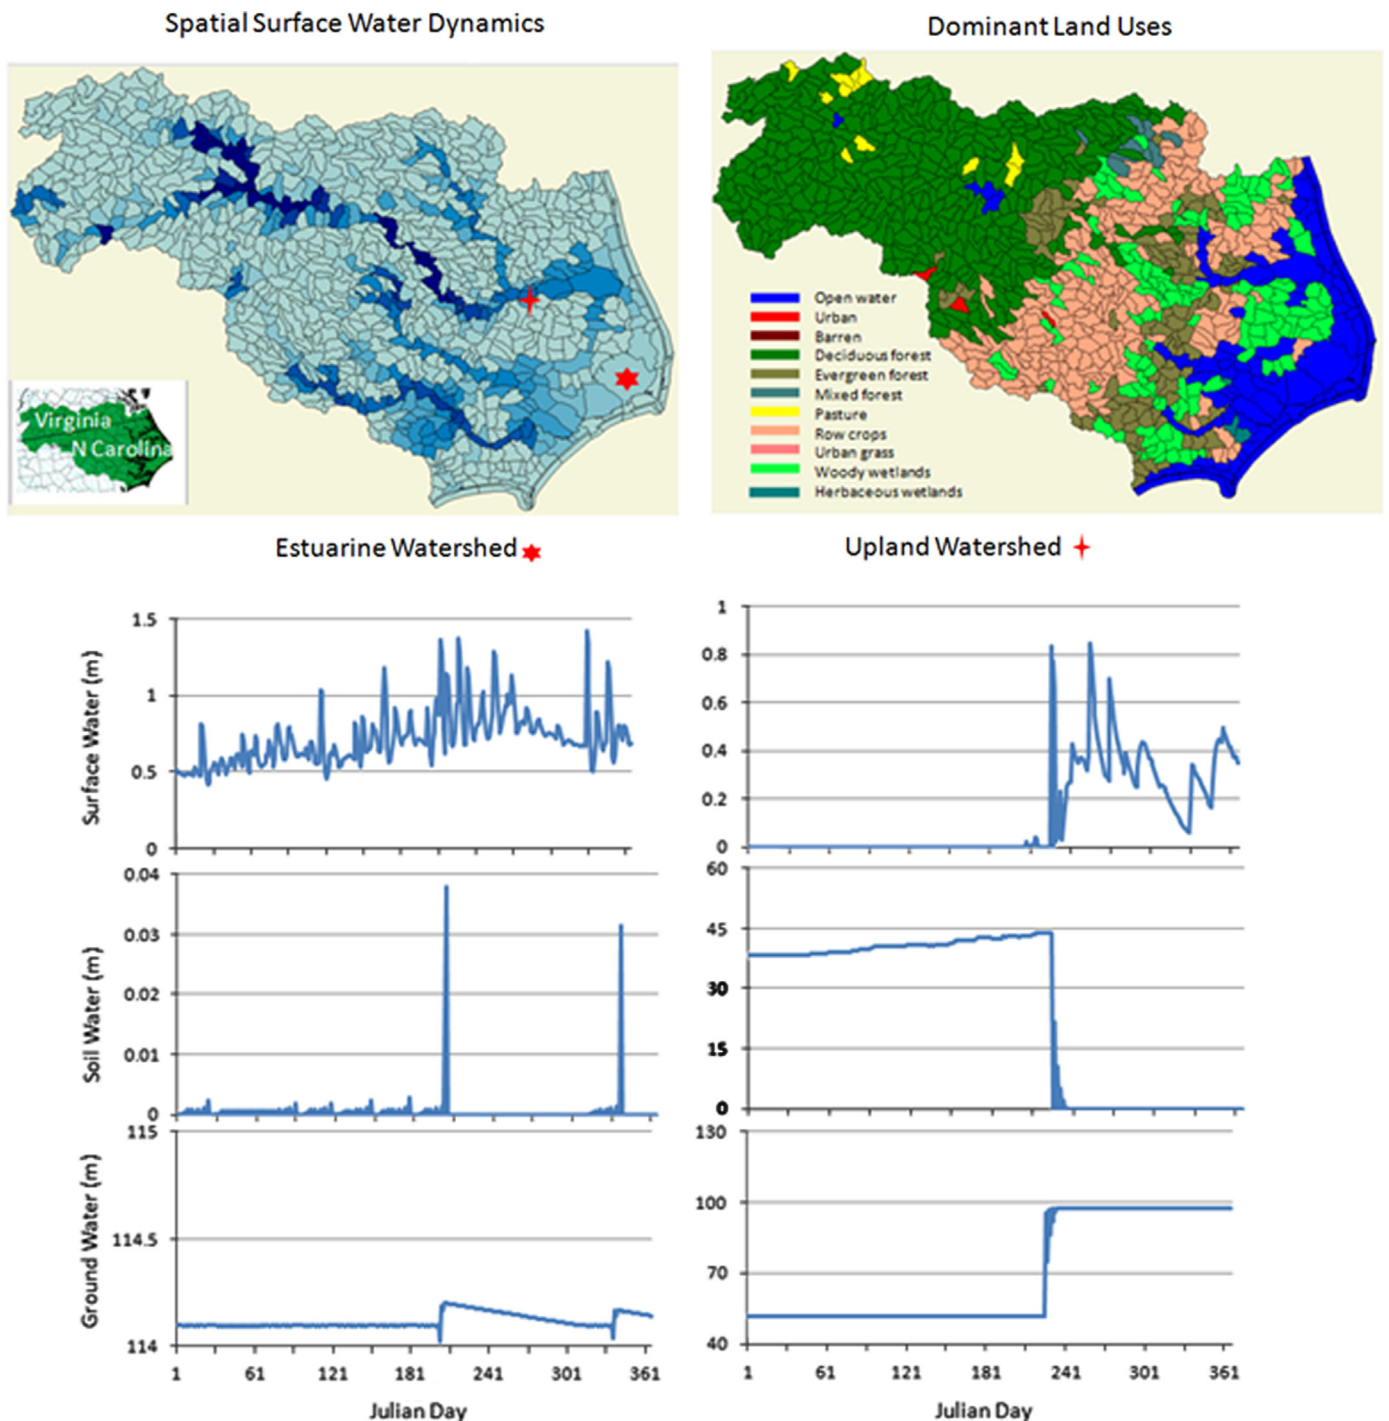 Spatial Surface Water Dynamics
Dominant Land Uses
Virginia
N Carolina
Open water
Urban
Barren
Deciduous forest
Evergreen forest
Mixed forest
Pasture
Row crops
Urban grass
Woody wetlands
Herbaceous wetlands
Estuarine Watershed
Upland Watershed
Surface Water (m)
1.5
1
0.5
0
1
0.8
0.6
0.4
0.2
0
Soil Water (m)
0.04
0.03
0.02
0.01
0
60
45
30
15
0
Ground Water (m)
115
114.5
114
130
100
70
40
1 61 121 181 241 301 361
1 61 121 181 241 301 361
Julian Day
Julian Day